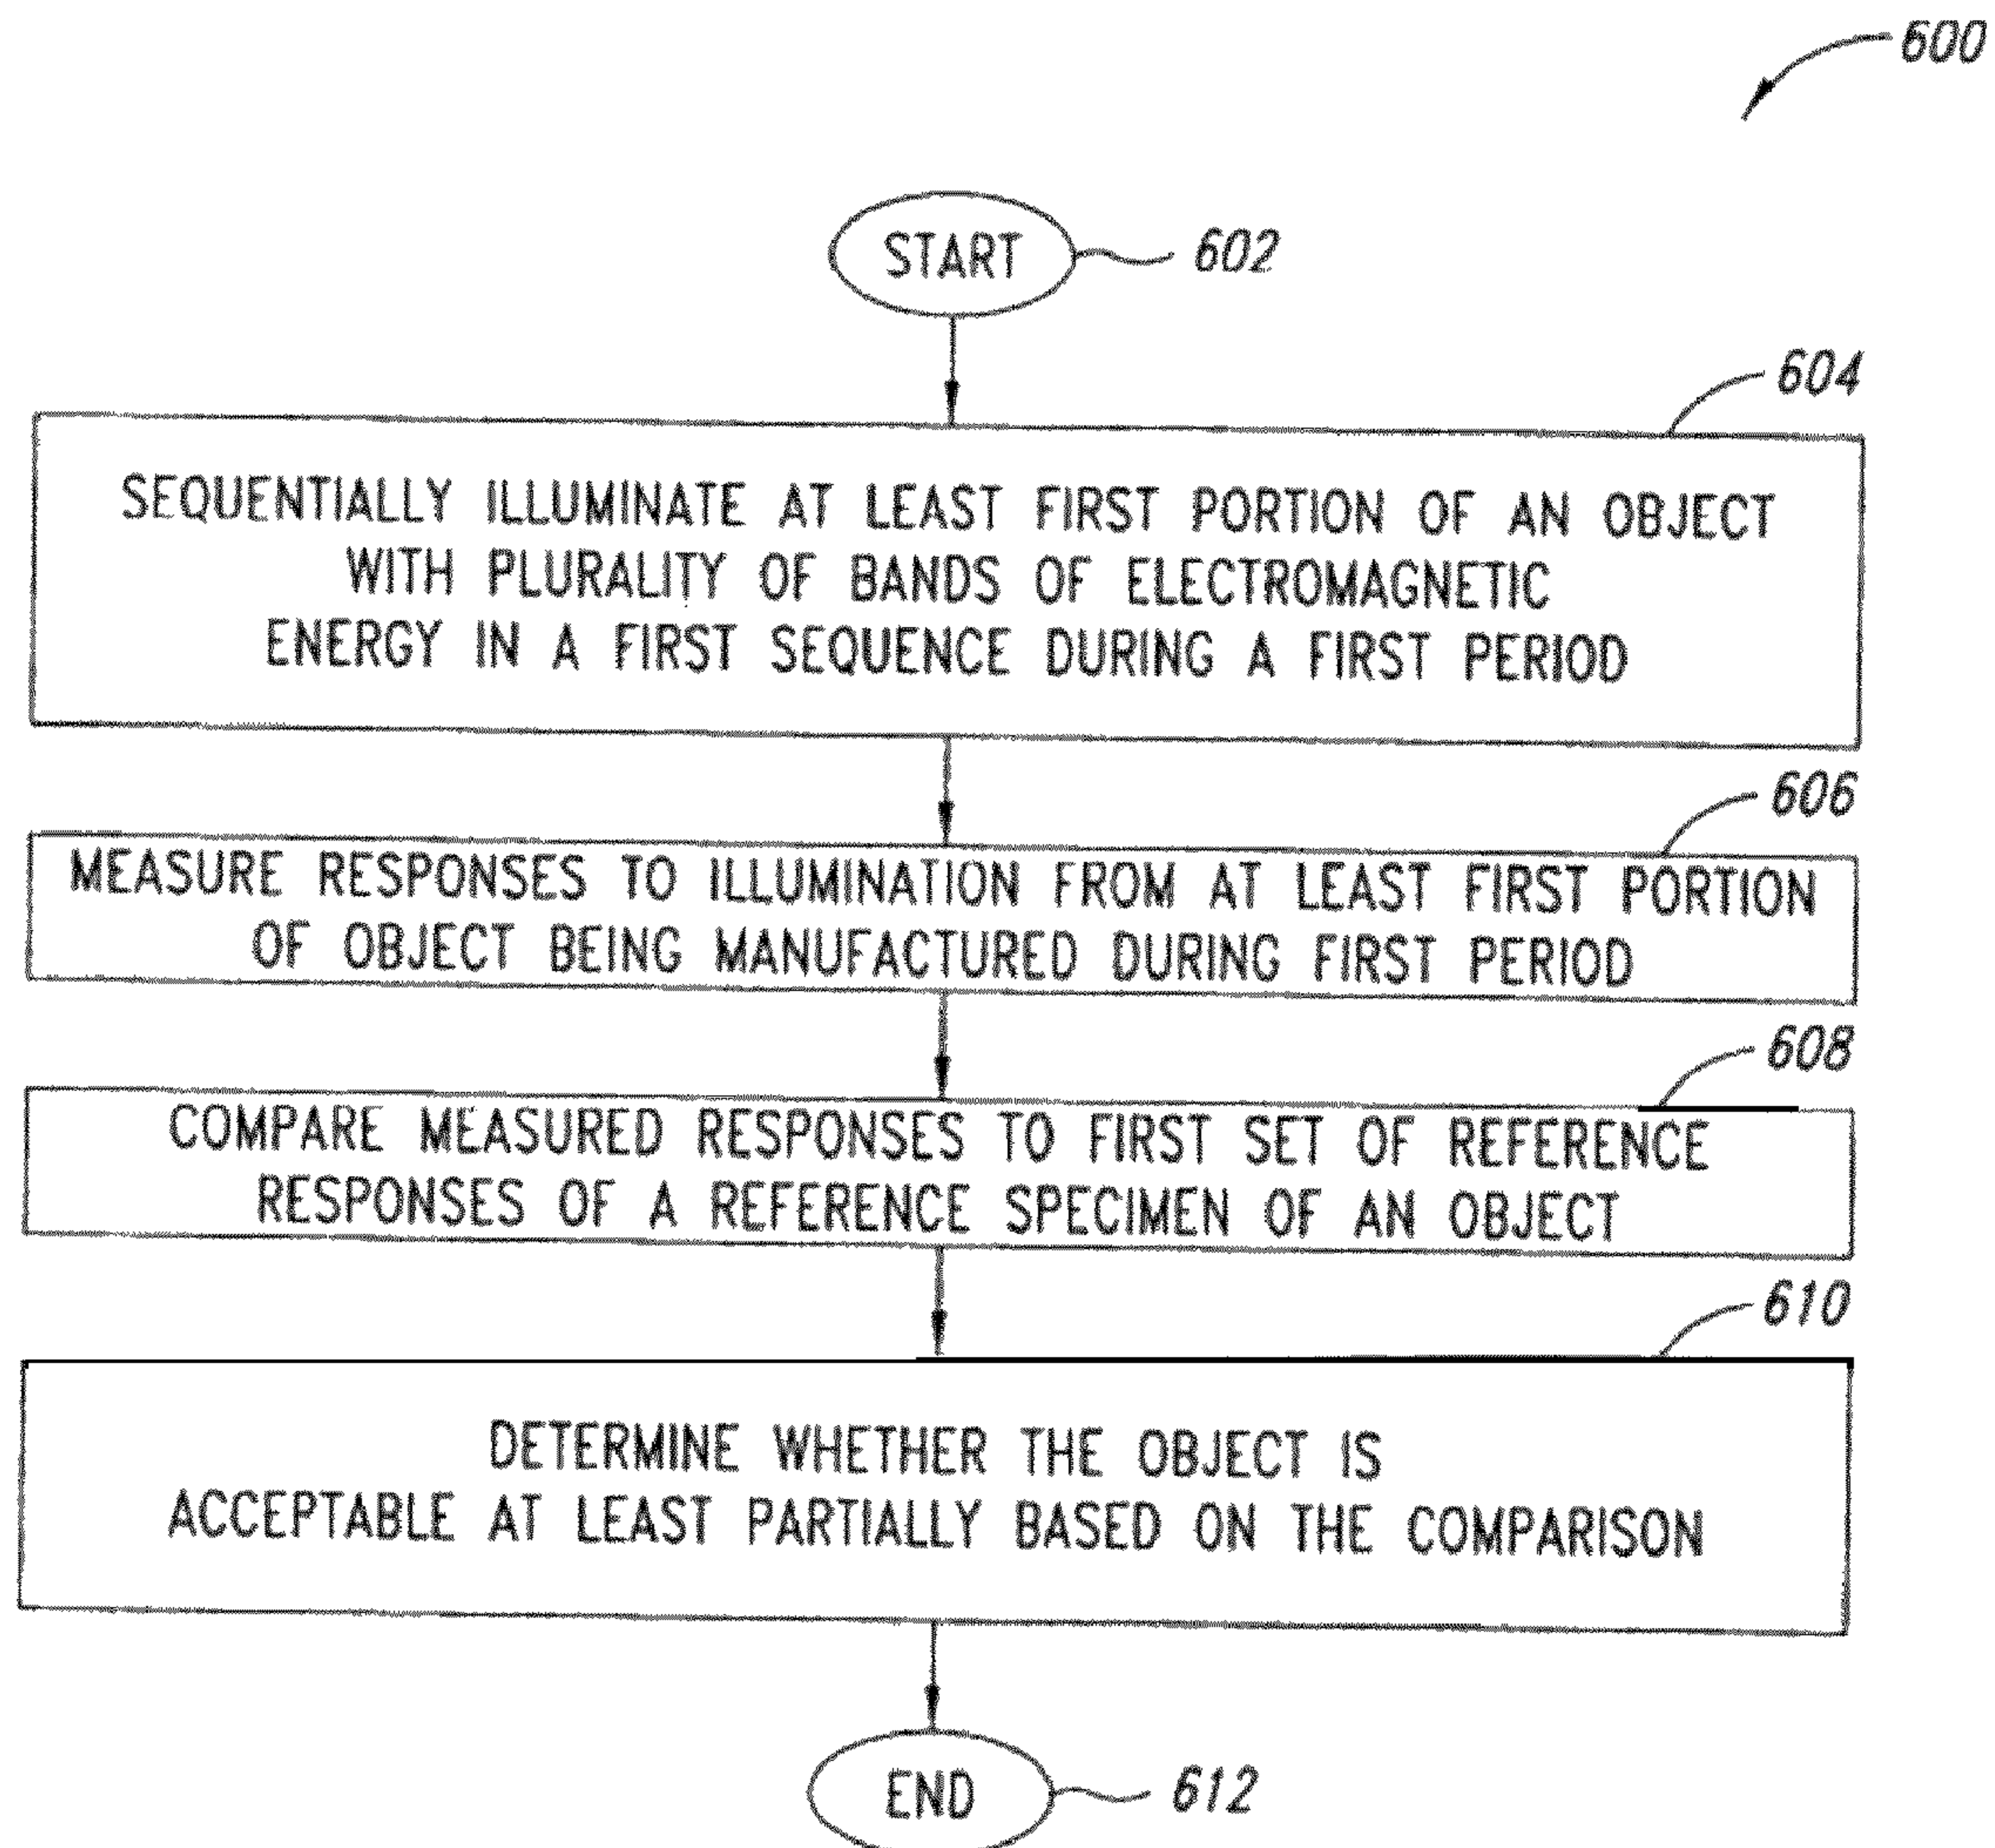 600
START
602
604
SEQUENTIALLY ILLUMINATE AT LEAST FIRST PORTION OF AN OBJECT
WITH PLURALITY OF BANDS OF ELECTROMAGNETIC
ENERGY IN A FIRST SEQUENCE DURING A FIRST PERIOD
606
MEASURE RESPONSES TO ILLUMINATION FROM AT LEAST FIRST PORTION
OF OBJECT BEING MANUFACTURED DURING FIRST PERIOD
608
COMPARE MEASURED RESPONSES TO FIRST SET OF REFERENCE
RESPONSES OF A REFERENCE SPECIMEN OF AN OBJECT
610
DETERMINE WHETHER THE OBJECT IS
ACCEPTABLE AT LEAST PARTIALLY BASED ON THE COMPARISON
END
612